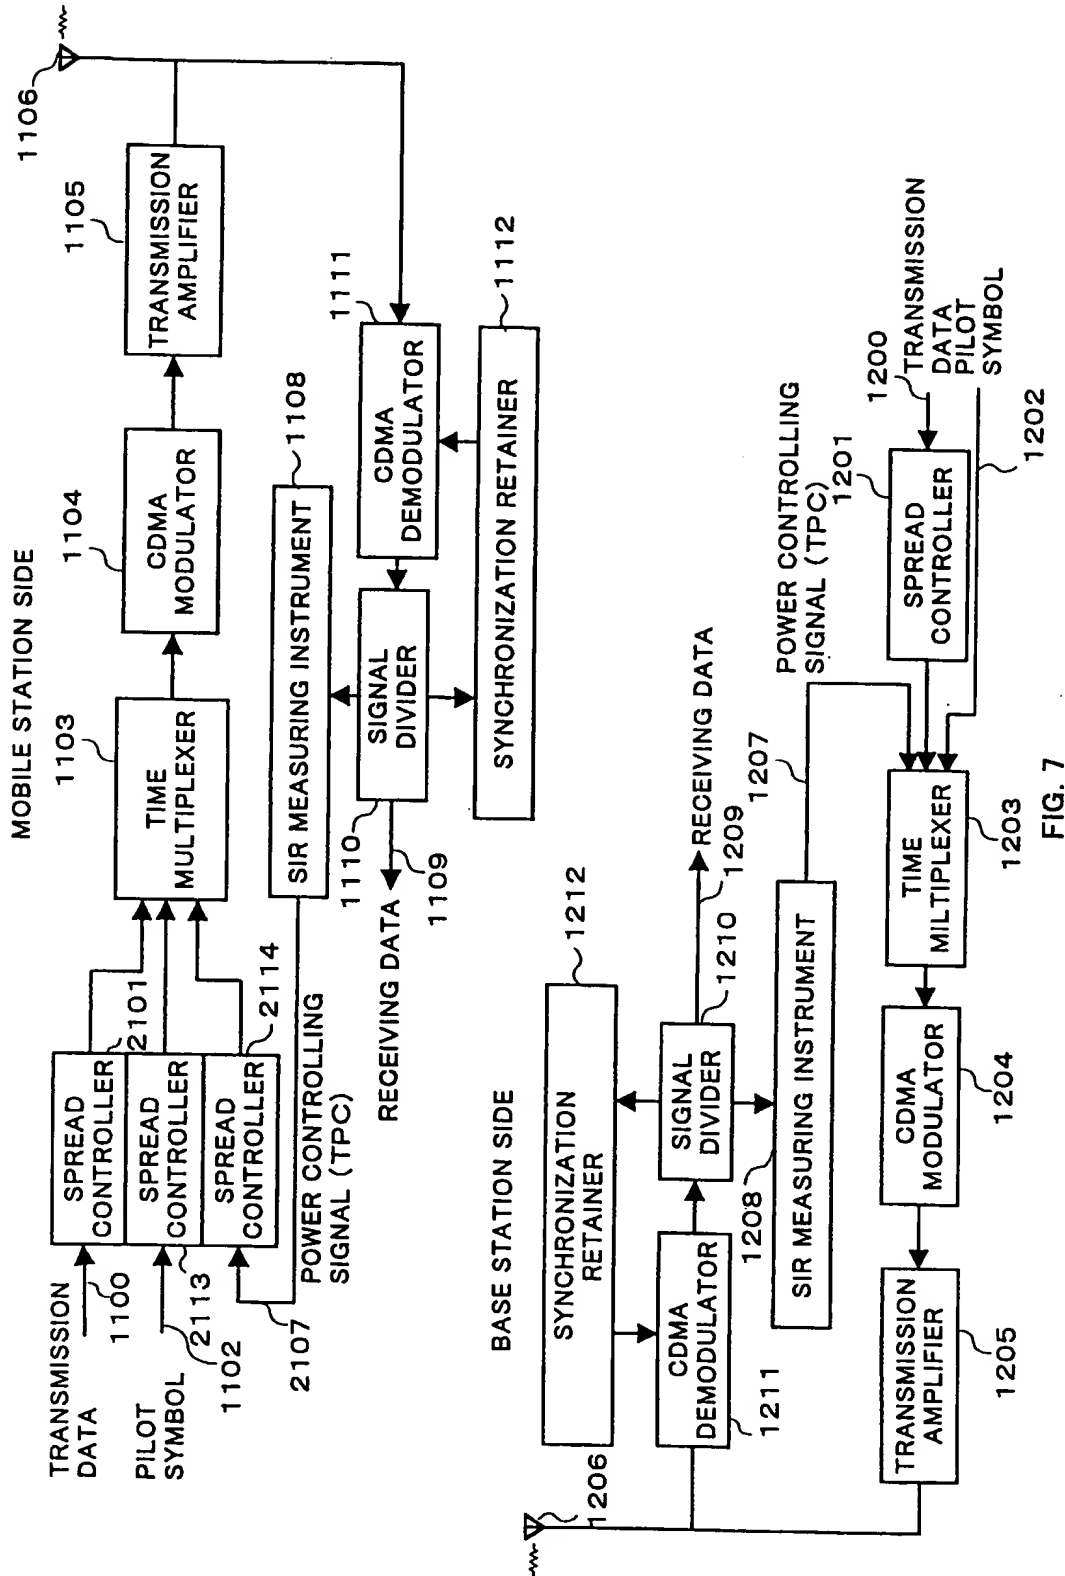 MOBILE STATION SIDE
TRANSMISSION
DATA
1100
PILOT
SYMBOL
1102
2113
2107
SPREAD
CONTROLLER
2101
SPREAD
CONTROLLER
SPREAD
CONTROLLER
2114
POWER CONTROLLING
SIGNAL (TPC)
TIME
MULTIPLEXER
1103
CDMA
MODULATOR
1104
TRANSMISSION
AMPLIFIER
1105
1106
SIR MEASURING INSTRUMENT
1108
RECEIVING DATA
1109
1110
SIGNAL
DIVIDER
CDMA
DEMODULATOR
1111
SYNCHRONIZATION RETAINER
1112
BASE STATION SIDE
1206
SYNCHRONIZATION
RETAINER
1212
CDMA
DEMODULATOR
1211
SIGNAL
DIVIDER
1210
RECEIVING DATA
1209
1208
SIR MEASURING INSTRUMENT
1207
POWER CONTROLLING
SIGNAL (TPC)
1201
SPREAD
CONTROLLER
1200
TRANSMISSION
DATA
PILOT
SYMBOL
1202
TIME
MILTIPLEXER
1203
CDMA
MODULATOR
1204
TRANSMISSION
AMPLIFIER
1205
FIG. 7